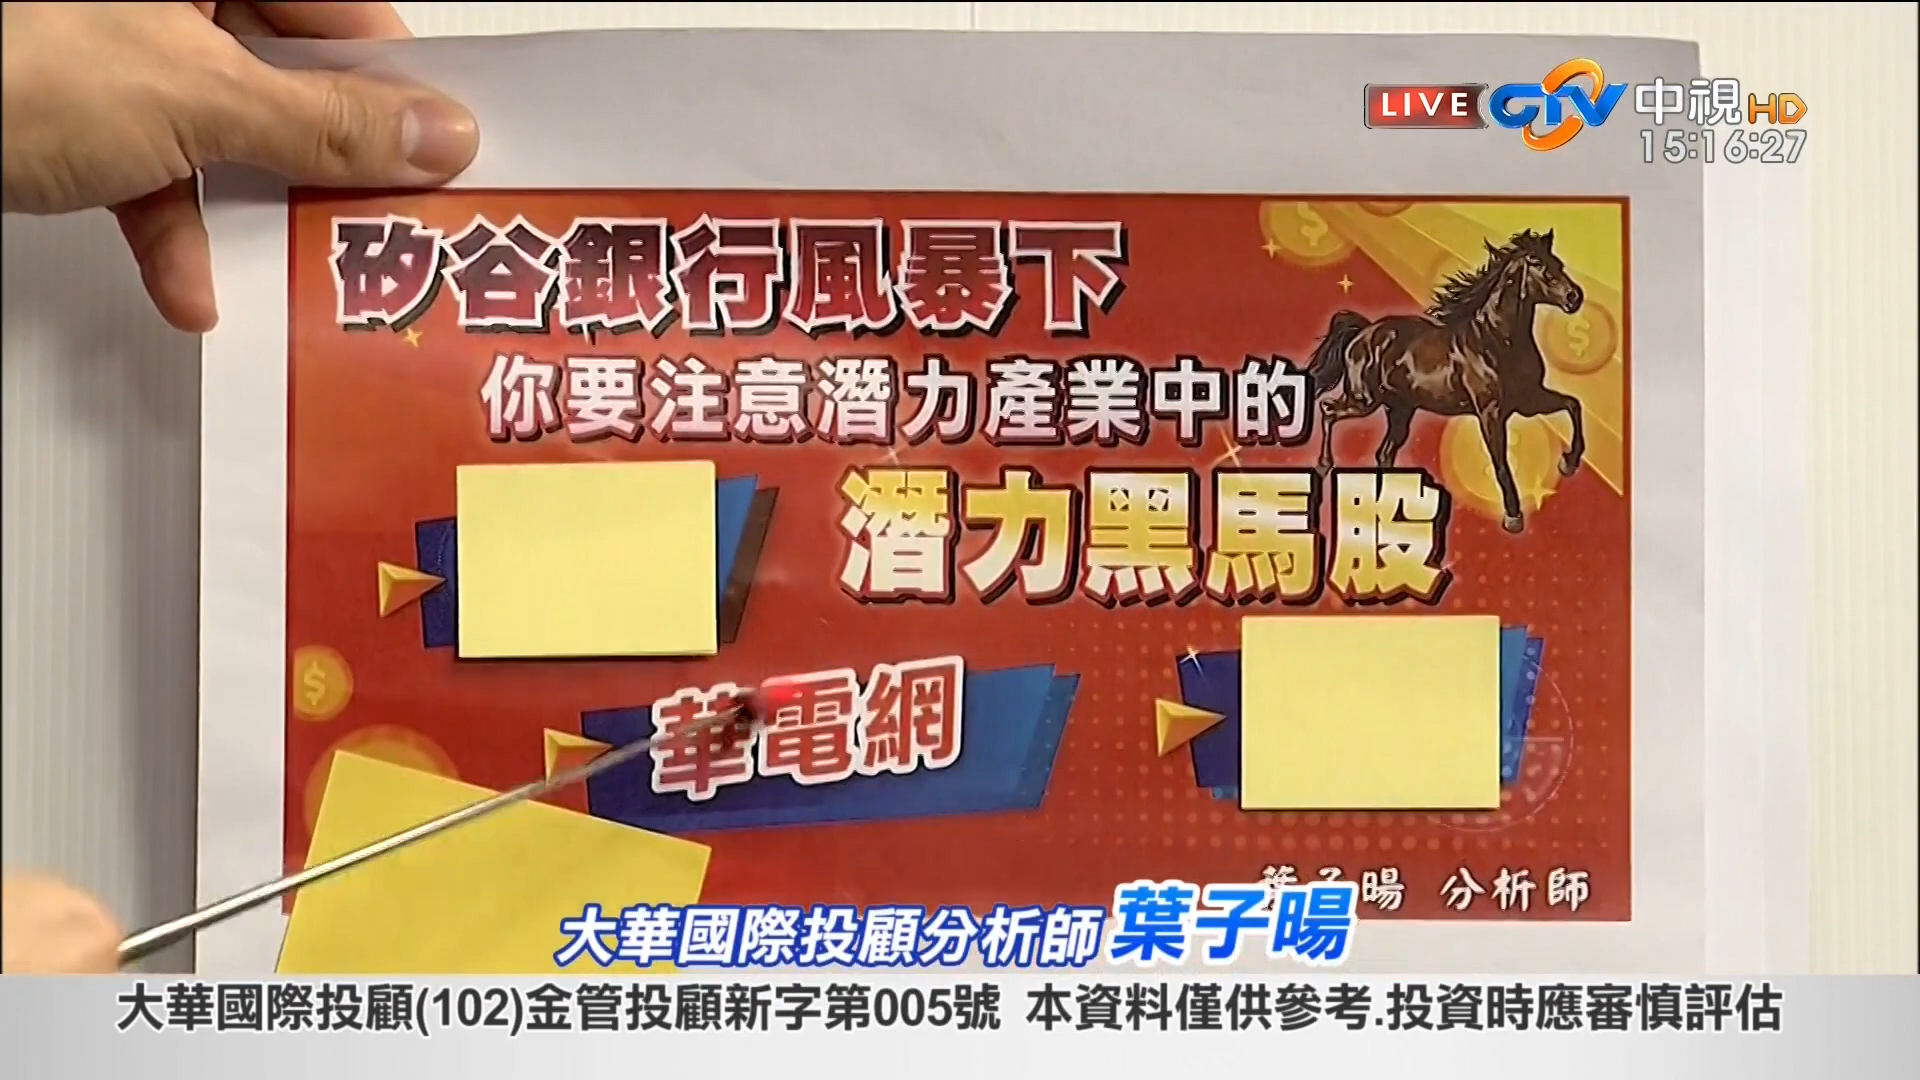 LIVE CTV 中視HD
15:16:27
矽谷銀行風暴下
你要注意潛力產業中的
潛力黑馬股
華電網
葉子暘 分析師
大華國際投顧分析師 葉子暘
大華國際投顧(102)金管投顧新字第005號 本資料僅供參考.投資時應審慎評估